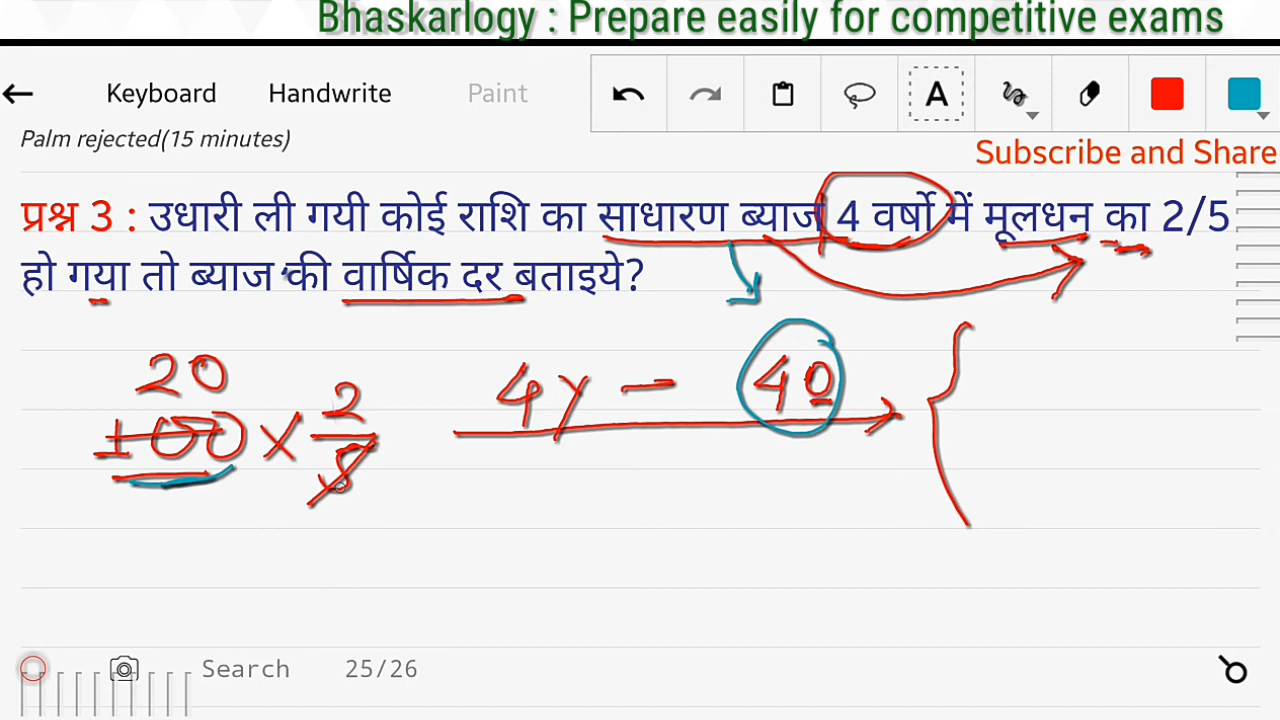 Bhaskarlogy : Prepare easily for competitive exams
Keyboard Handwrite Paint A
Palm rejected(15 minutes)
Subscribe and Share
प्रश्न 3 : उधारी ली गयी कोई राशि का साधारण ब्याज 4 वर्षो में मूलधन का 2/5
हो गया तो ब्याज की वार्षिक दर बताइये?
20
100 × 2/5 4y - 40
Search 25/26